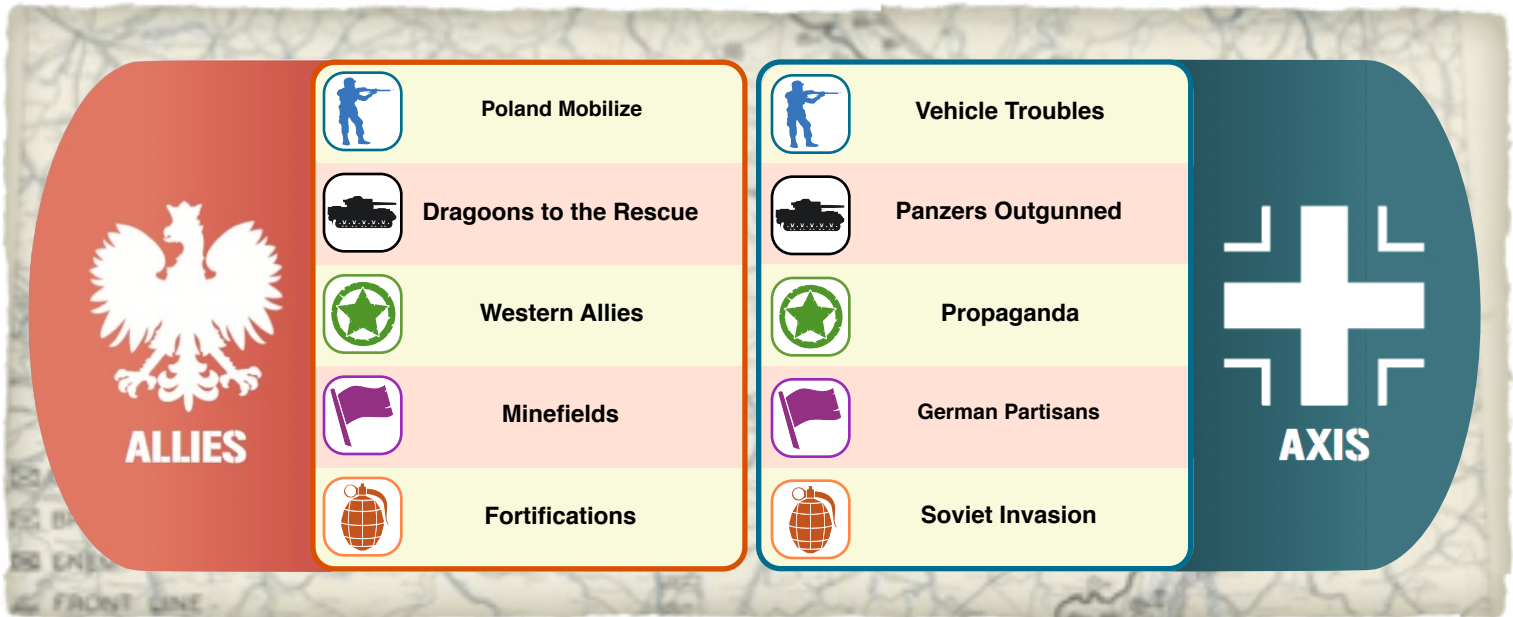 Poland Mobilize
Dragoons to the Rescue
Western Allies
Minefields
Fortifications
ALLIES
Vehicle Troubles
Panzers Outgunned
Propaganda
German Partisans
Soviet Invasion
AXIS
FRONT LINE